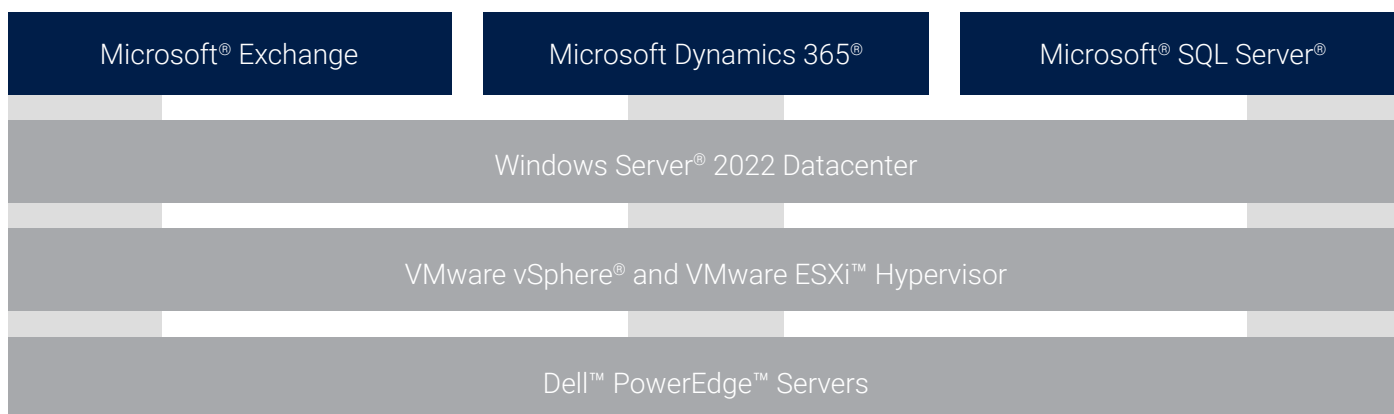 Microsoft® Exchange
Microsoft Dynamics 365®
Microsoft® SQL Server®
Windows Server® 2022 Datacenter
VMware vSphere® and VMware ESXi™ Hypervisor
Dell™ PowerEdge™ Servers